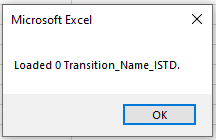 Microsoft Excel
Loaded 0 Transition_Name_ISTD.
OK